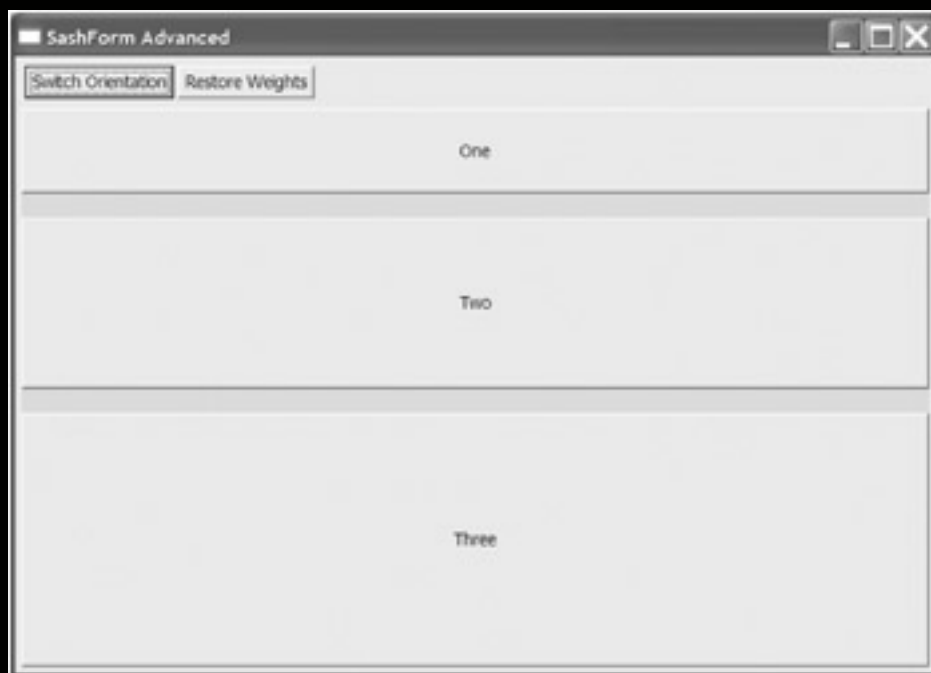 SashForm Advanced
Switch Orientation Restore Weights
One
Two
Three